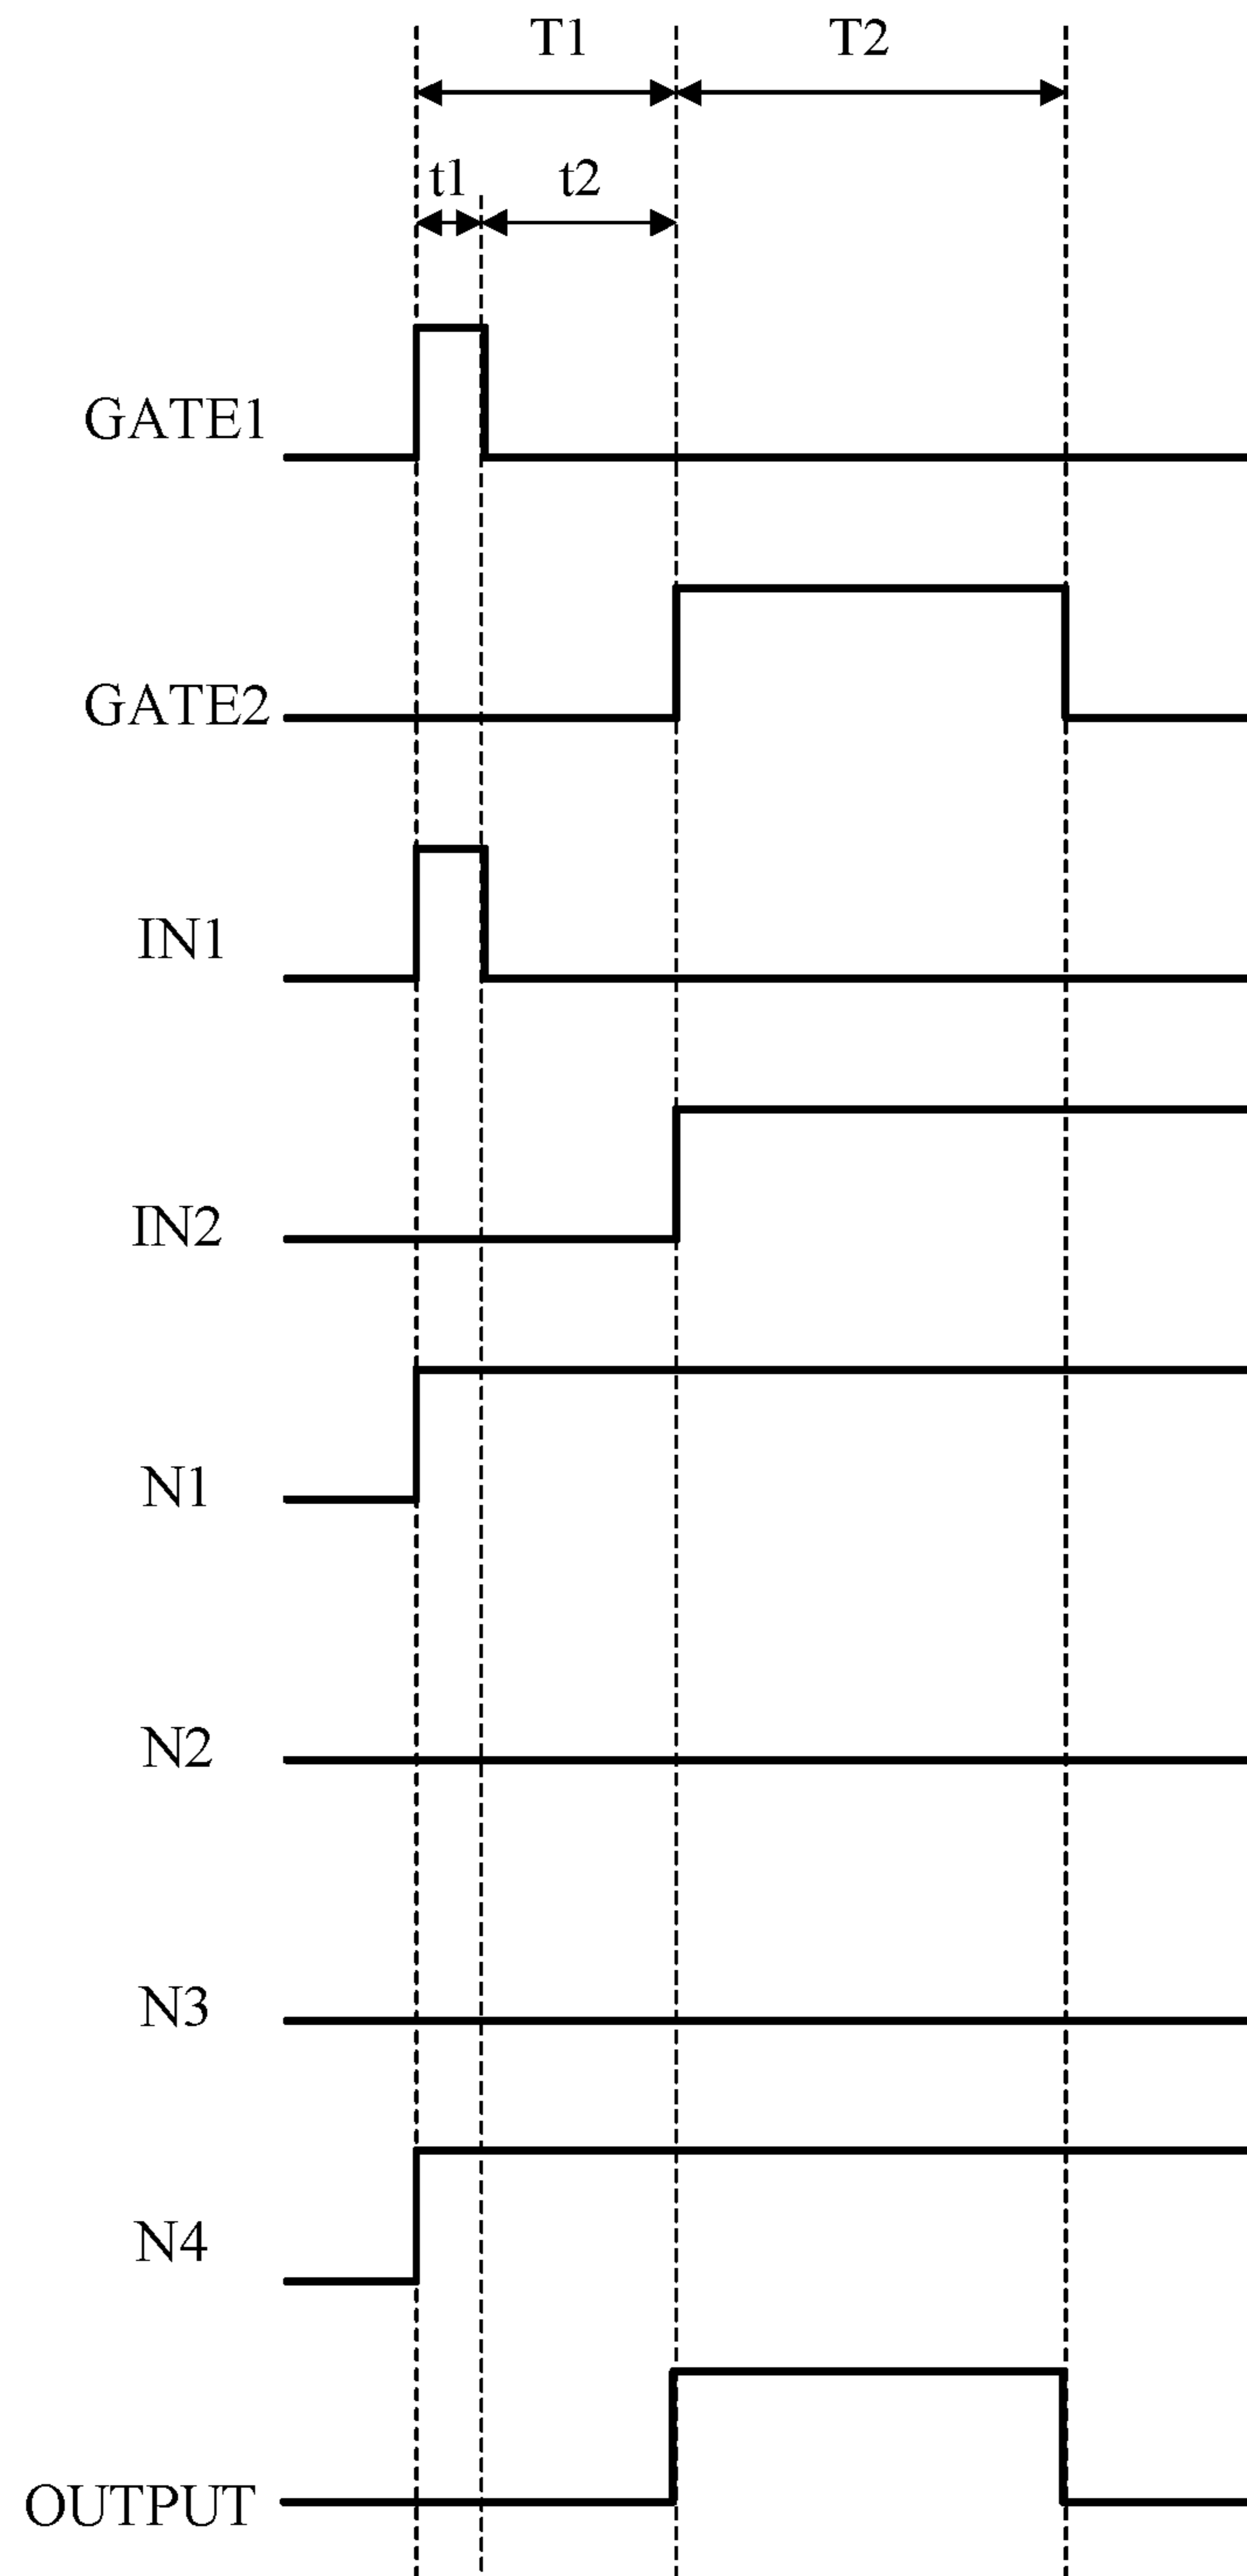 T1 T2
t1 t2
GATE1
GATE2
IN1
IN2
N1
N2
N3
N4
OUTPUT